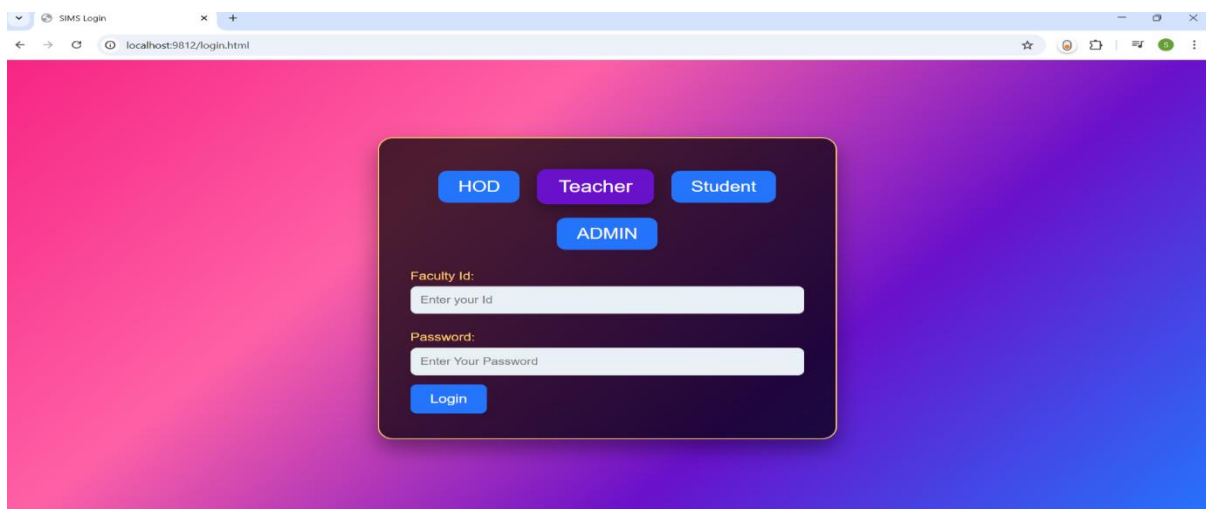 SIMS Login
localhost:9812/login.html
S
HOD Teacher Student
ADMIN
Faculty Id:
Enter your Id
Password:
Enter Your Password
Login